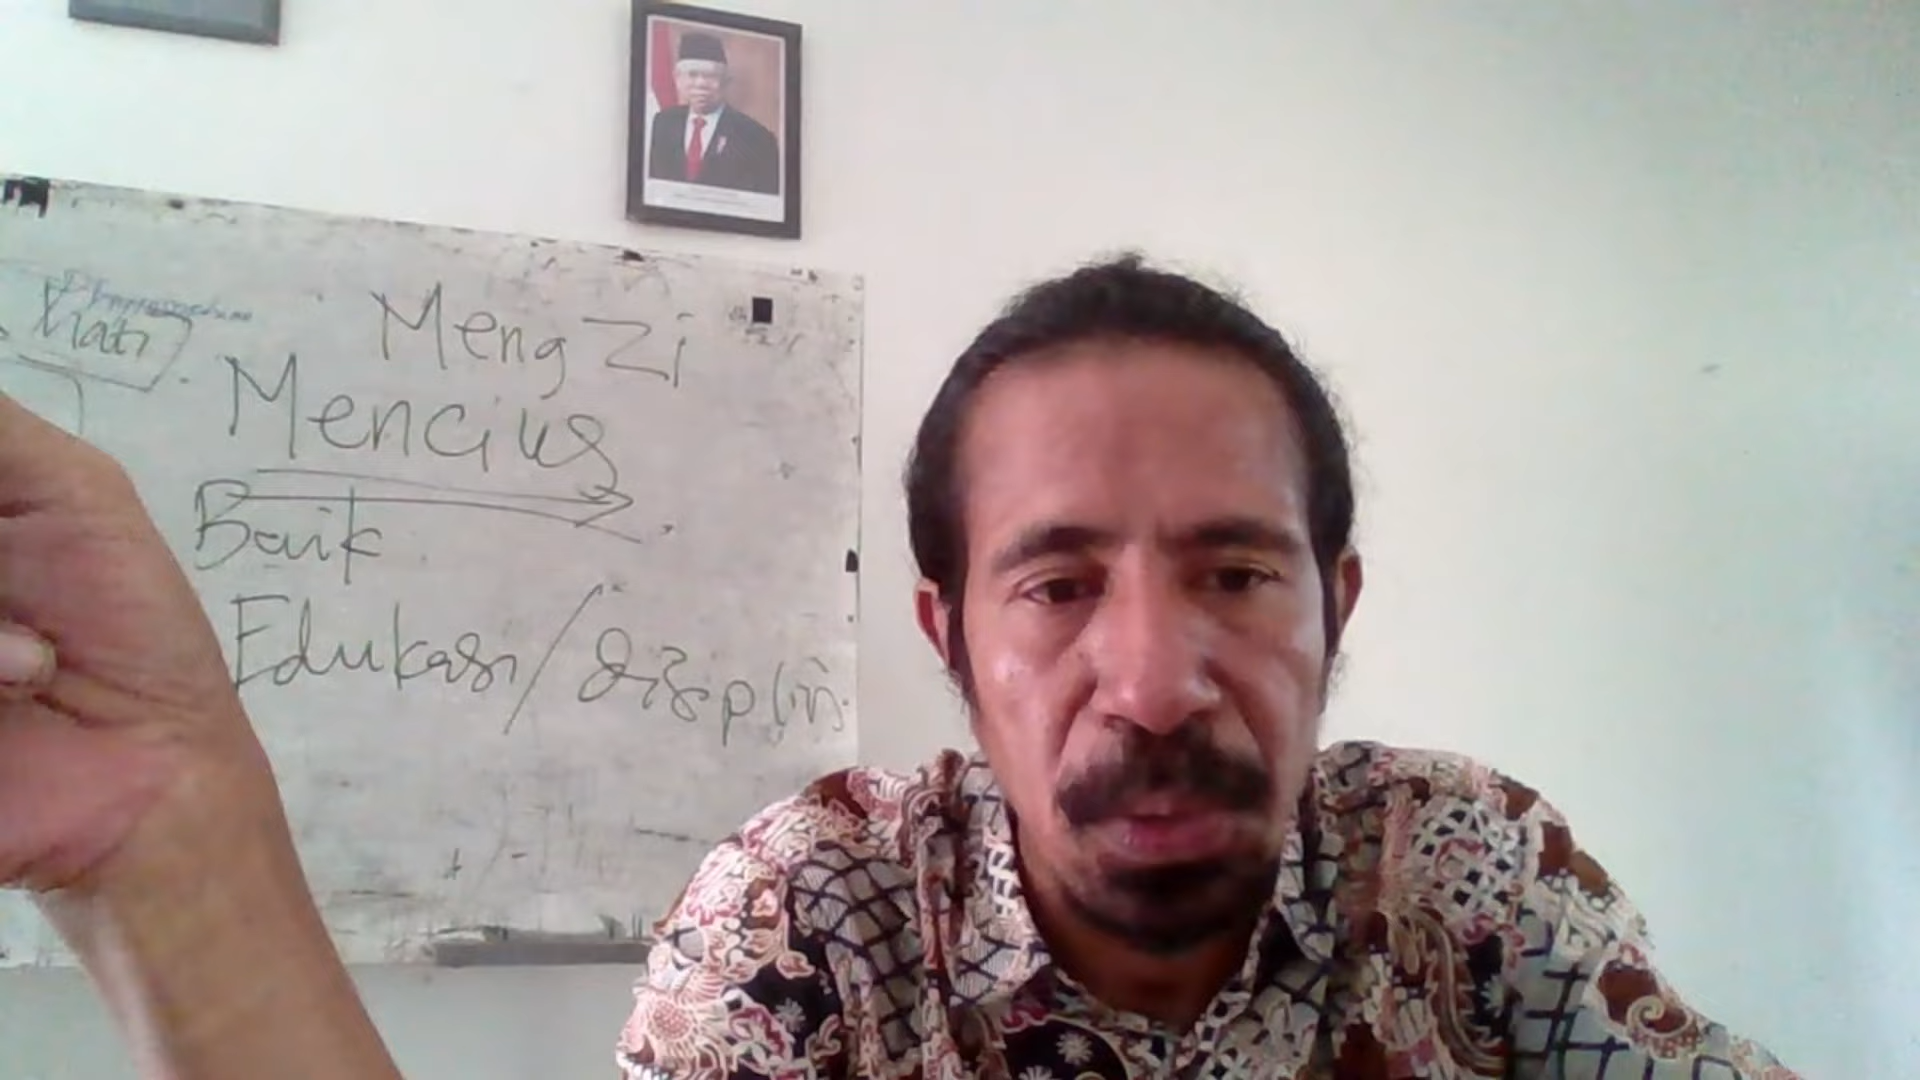 Hati
Meng Zi
Mencius
Baik
Edukasi/disiplin.